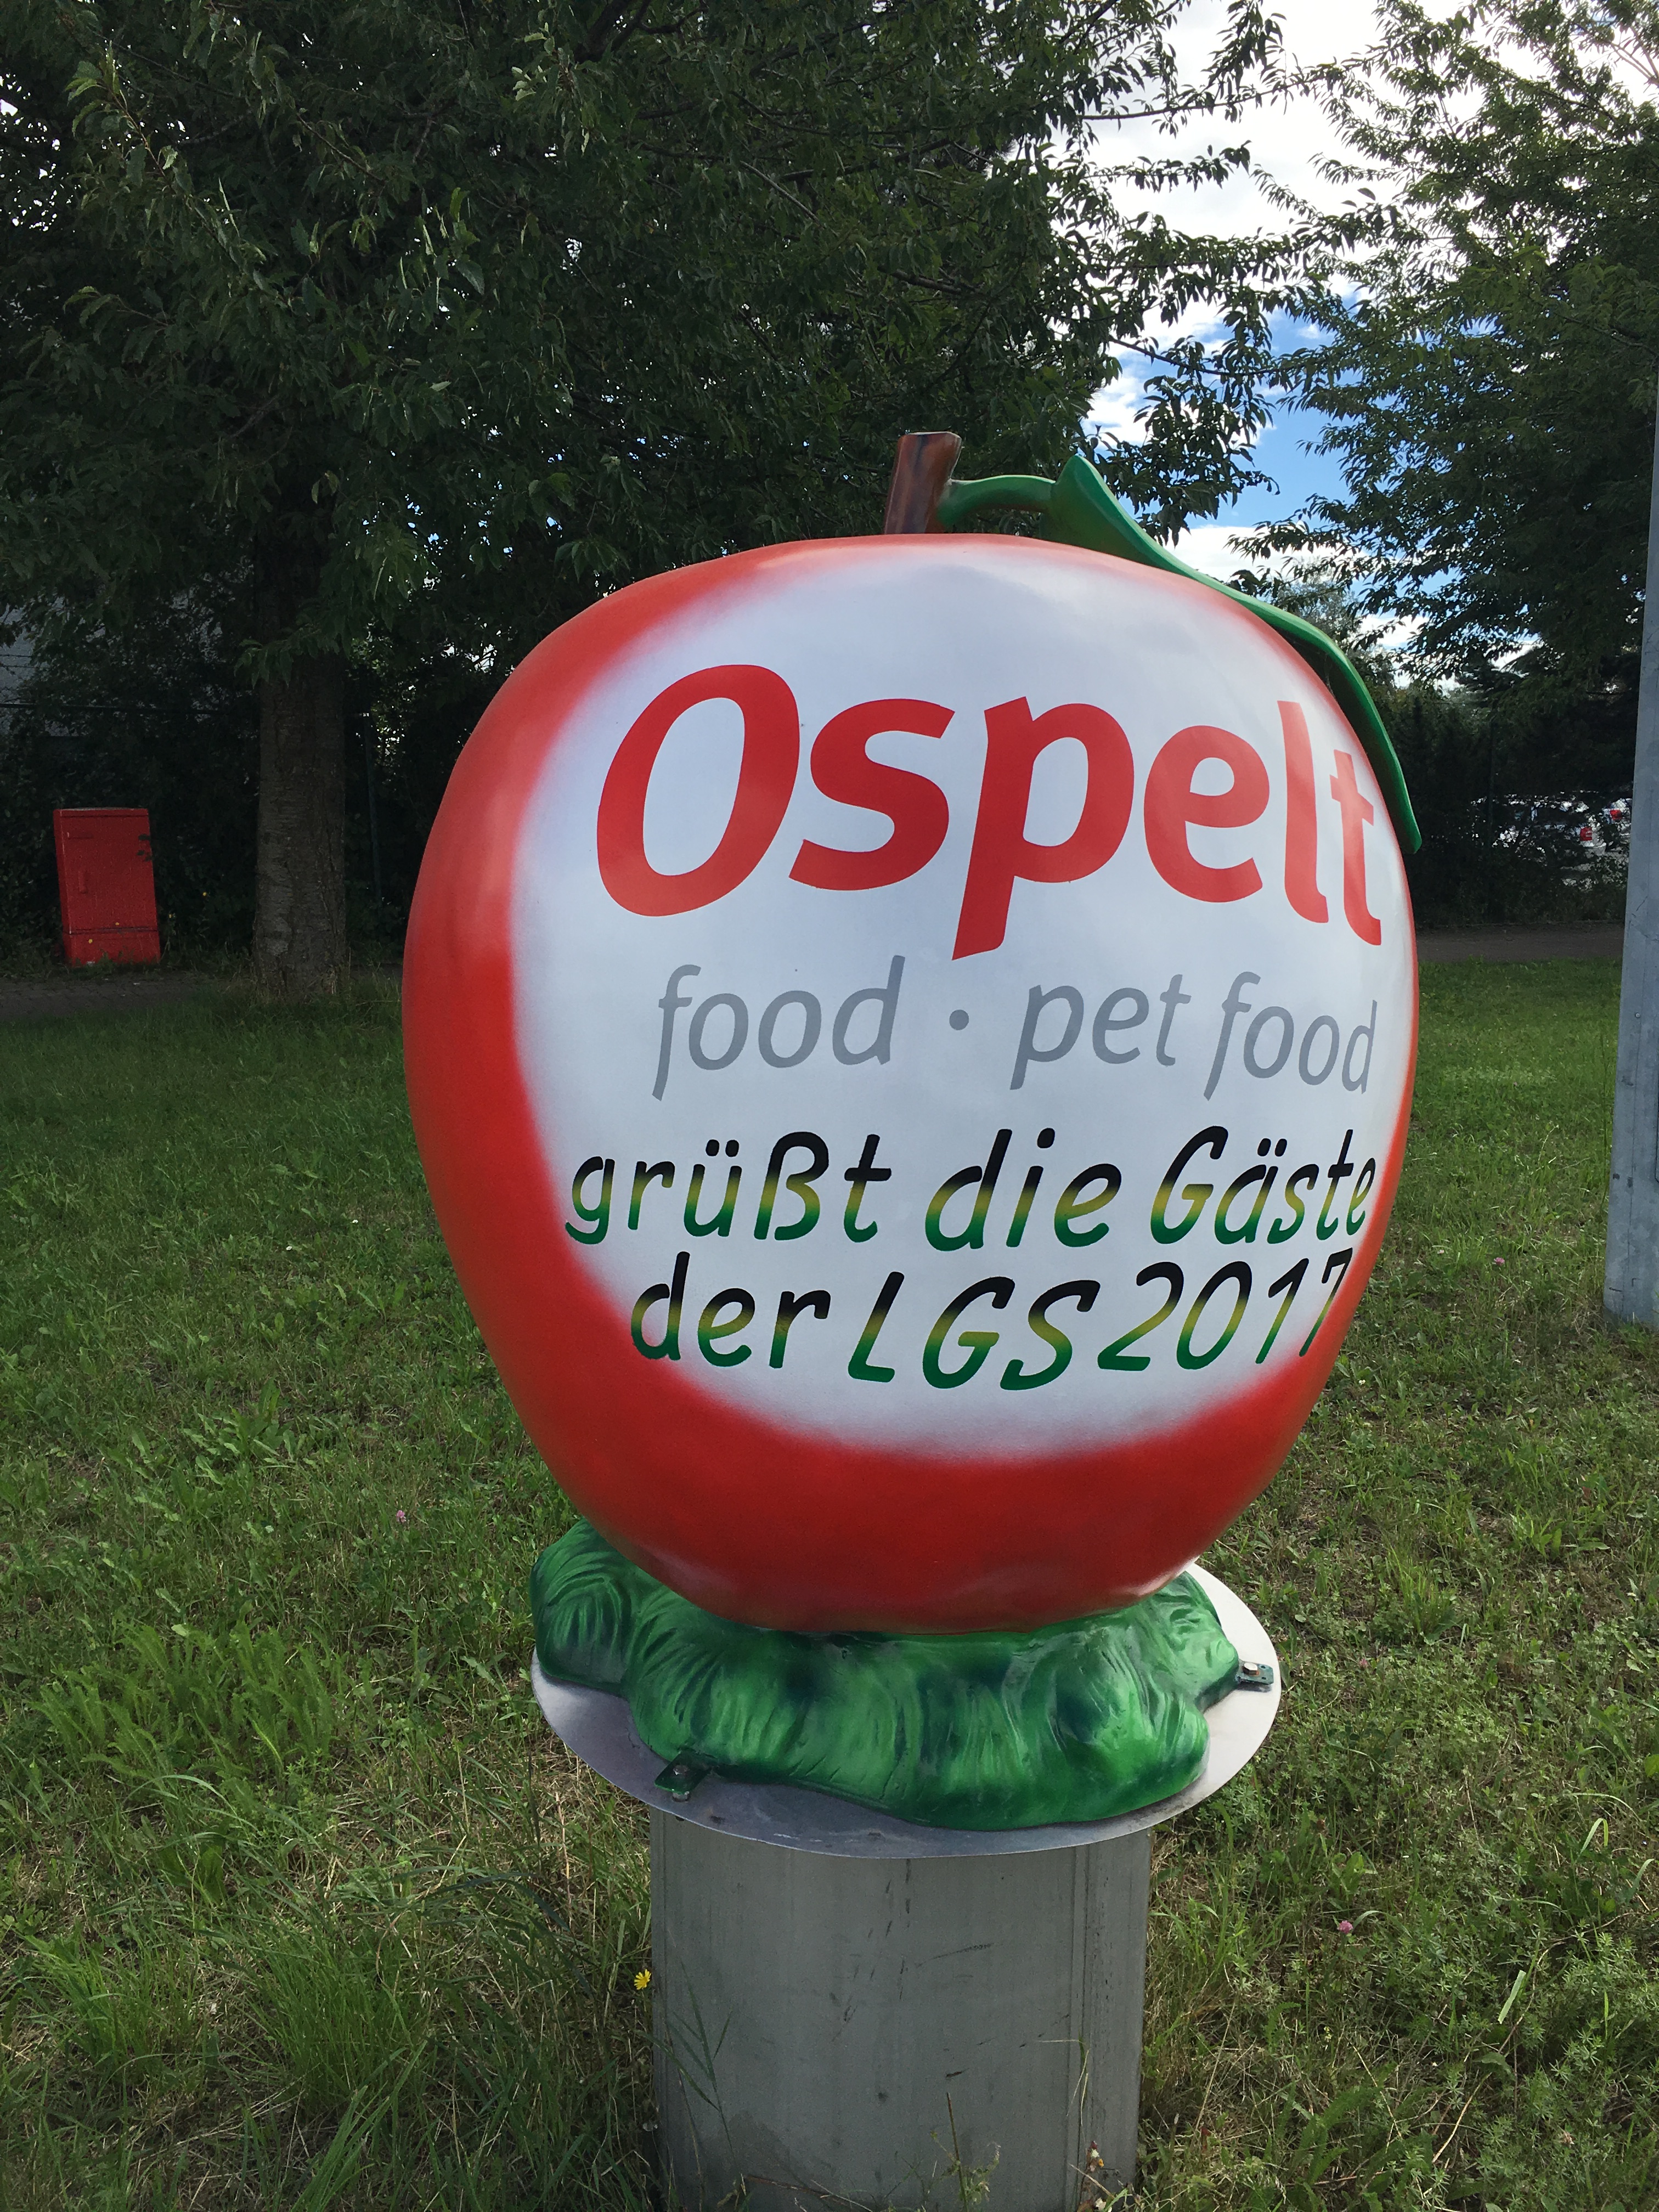 Ospelt
food · pet food
grüßt die Gäste
der LGS 2017